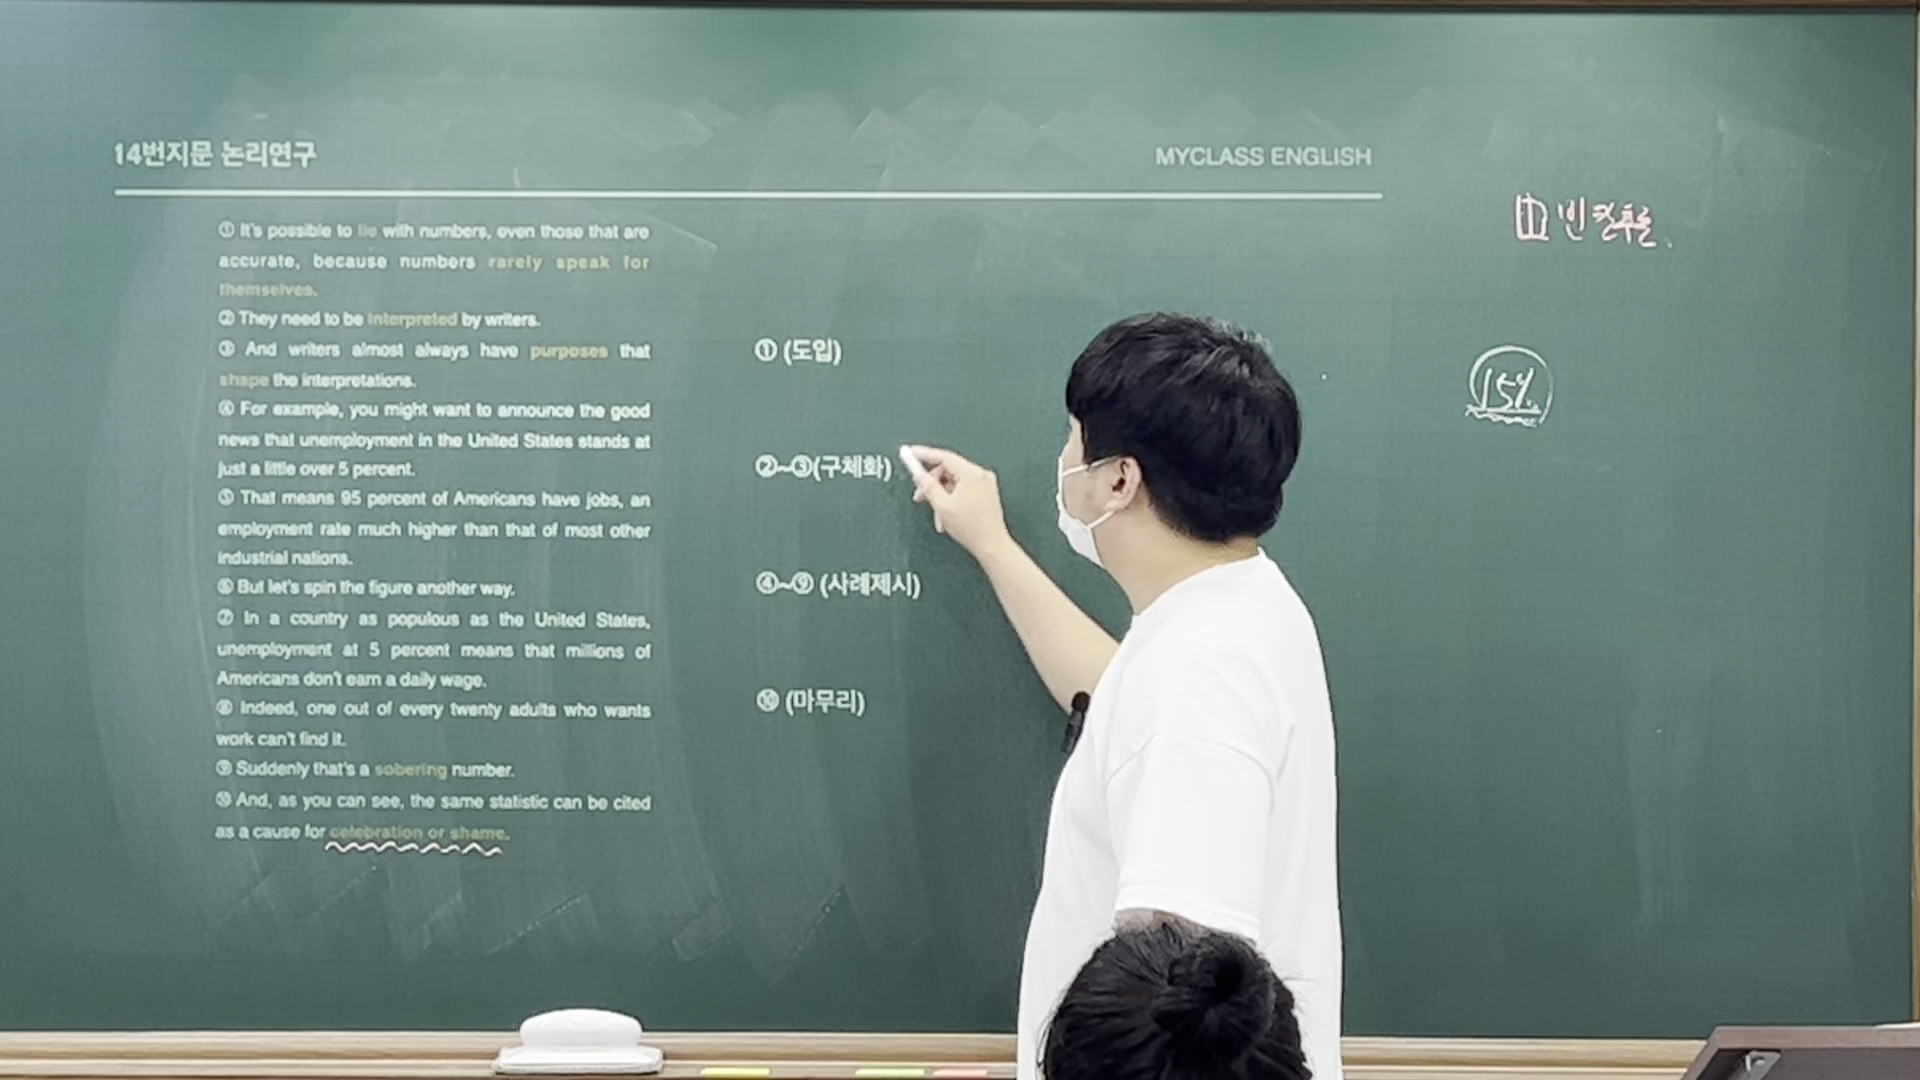 14번지문 논리연구
MYCLASS ENGLISH
① It's possible to lie with numbers, even those that are
accurate, because numbers rarely speak for
themselves.
② They need to be interpreted by writers.
③ And writers almost always have purposes that
shape the interpretations.
④ For example, you might want to announce the good
news that unemployment in the United States stands at
just a little over 5 percent.
⑤ That means 95 percent of Americans have jobs, an
employment rate much higher than that of most other
industrial nations.
⑥ But let's spin the figure another way.
⑦ In a country as populous as the United States,
unemployment at 5 percent means that millions of
Americans don't earn a daily wage.
⑧ Indeed, one out of every twenty adults who wants
work can't find it.
⑨ Suddenly that's a sobering number.
⑩ And, as you can see, the same statistic can be cited
as a cause for celebration or shame.
① (도입)
②~③(구체화)
④~⑨ (사례제시)
⑩ (마무리)
15%